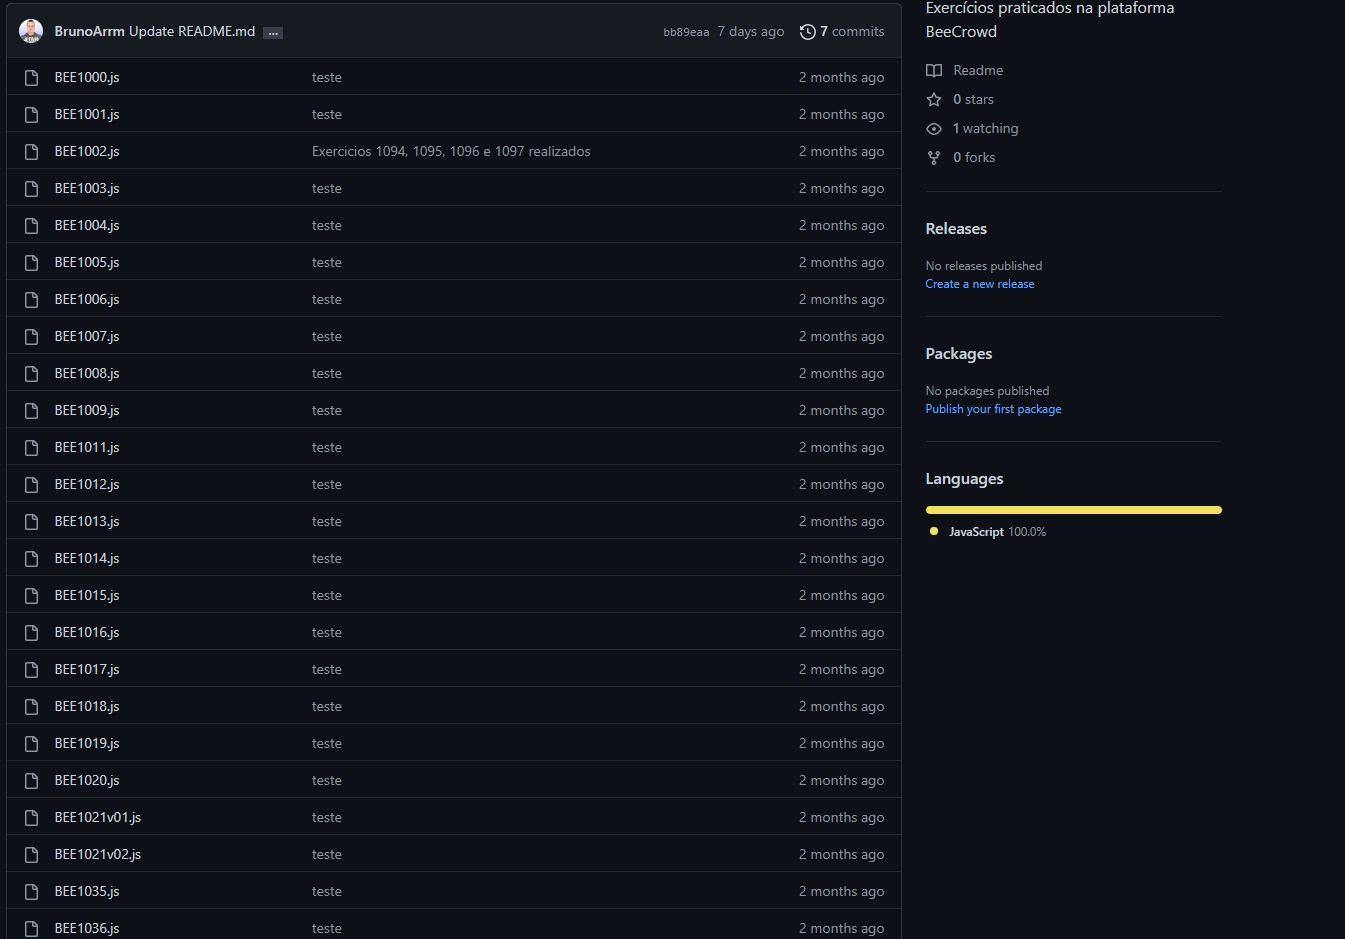 BrunoArrm Update README.md ... bb89eaa 7 days ago 7 commits
BEE1000.js teste 2 months ago
BEE1001.js teste 2 months ago
BEE1002.js Exercicios 1094, 1095, 1096 e 1097 realizados 2 months ago
BEE1003.js teste 2 months ago
BEE1004.js teste 2 months ago
BEE1005.js teste 2 months ago
BEE1006.js teste 2 months ago
BEE1007.js teste 2 months ago
BEE1008.js teste 2 months ago
BEE1009.js teste 2 months ago
BEE1011.js teste 2 months ago
BEE1012.js teste 2 months ago
BEE1013.js teste 2 months ago
BEE1014.js teste 2 months ago
BEE1015.js teste 2 months ago
BEE1016.js teste 2 months ago
BEE1017.js teste 2 months ago
BEE1018.js teste 2 months ago
BEE1019.js teste 2 months ago
BEE1020.js teste 2 months ago
BEE1021v01.js teste 2 months ago
BEE1021v02.js teste 2 months ago
BEE1035.js teste 2 months ago
BEE1036.js teste 2 months ago
Exercícios praticados na plataforma
BeeCrowd
Readme
0 stars
1 watching
0 forks
Releases
No releases published
Create a new release
Packages
No packages published
Publish your first package
Languages
JavaScript 100.0%